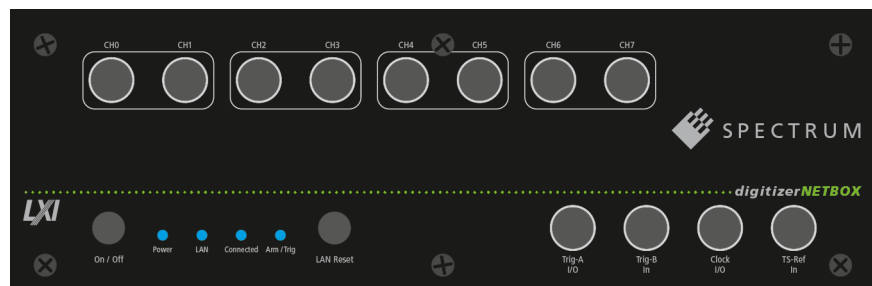 CH0 CH1 CH2 CH3 CH4 CH5 CH6 CH7
SPECTRUM
digitizerNETBOX
LXI
On / Off
Power LAN Connected Arm /Trig
LAN Reset
Trig-A
I/O
Trig-B
In
Clock
I/O
TS-Ref
In